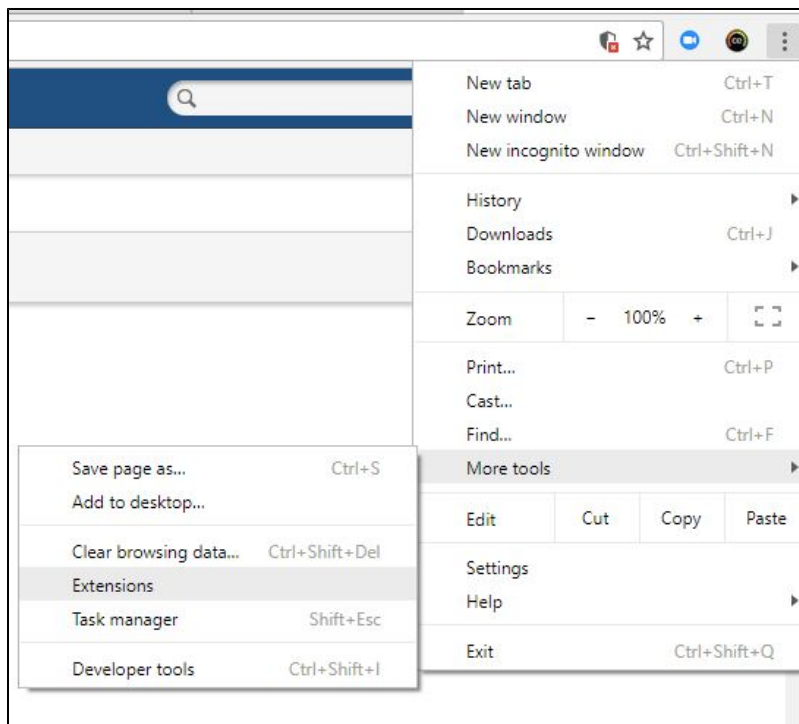 New tab Ctrl+T
New window Ctrl+N
New incognito window Ctrl+Shift+N
History
Downloads Ctrl+J
Bookmarks
Zoom - 100% +
Print... Ctrl+P
Cast...
Find... Ctrl+F
More tools
Edit Cut Copy Paste
Settings
Help
Exit Ctrl+Shift+Q
Save page as... Ctrl+S
Add to desktop...
Clear browsing data... Ctrl+Shift+Del
Extensions
Task manager Shift+Esc
Developer tools Ctrl+Shift+I